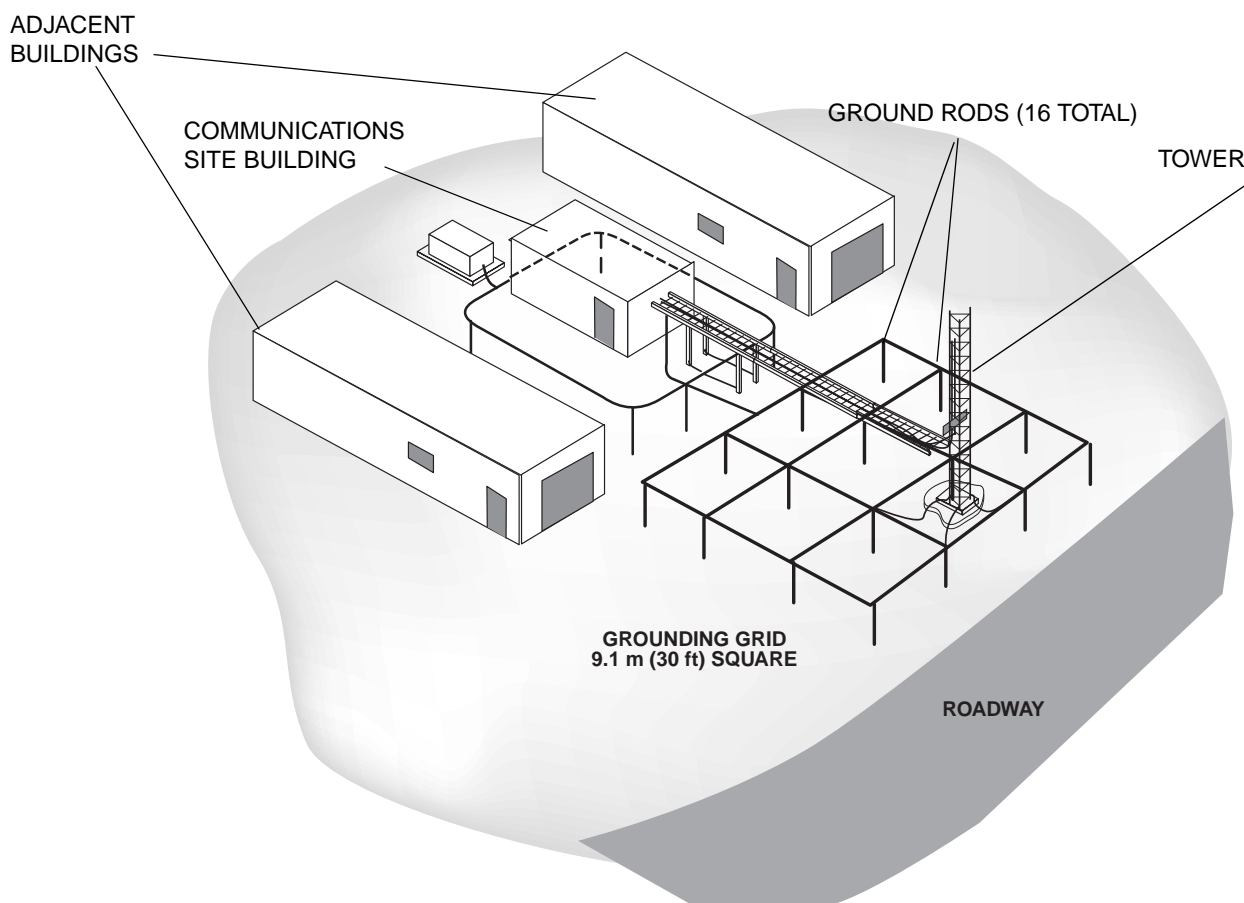 ADJACENT
BUILDINGS
COMMUNICATIONS
SITE BUILDING
GROUND RODS (16 TOTAL)
TOWER
GROUNDING GRID
9.1 m (30 ft) SQUARE
ROADWAY